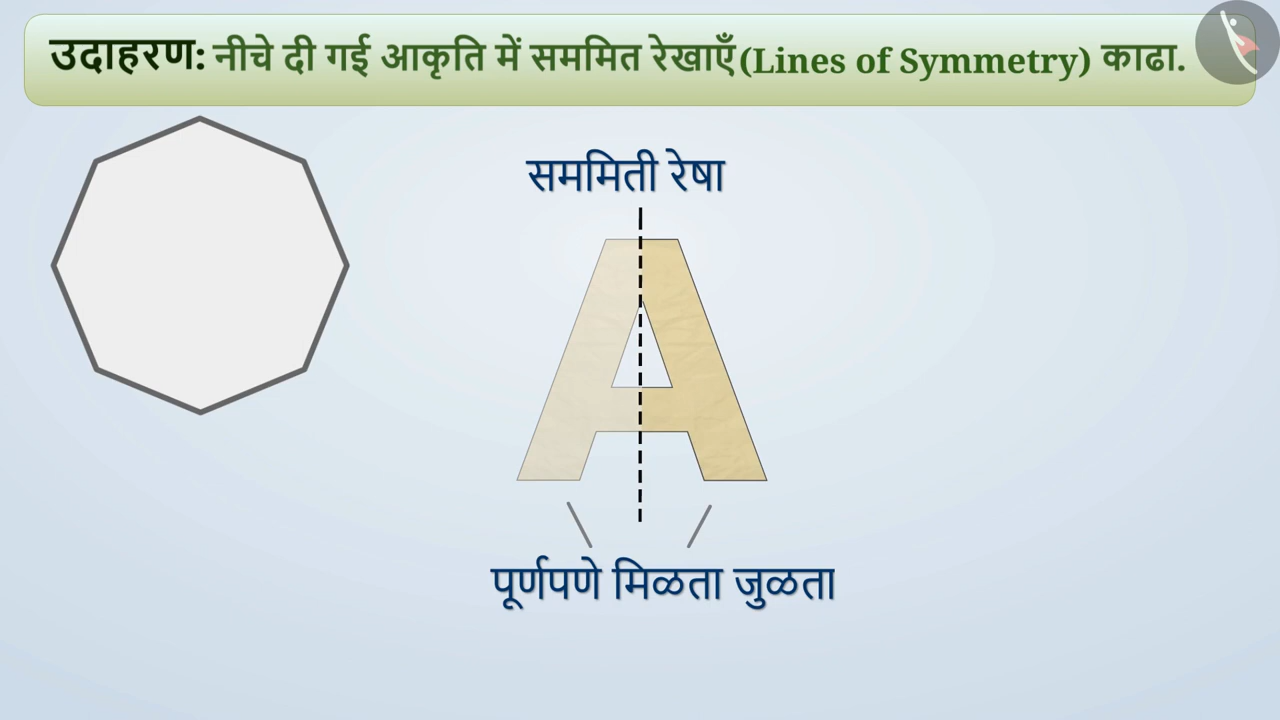 उदाहरण: नीचे दी गई आकृति में सममित रेखाएँ (Lines of Symmetry) काढा.
सममिती रेषा
पूर्णपणे मिळता जुळता